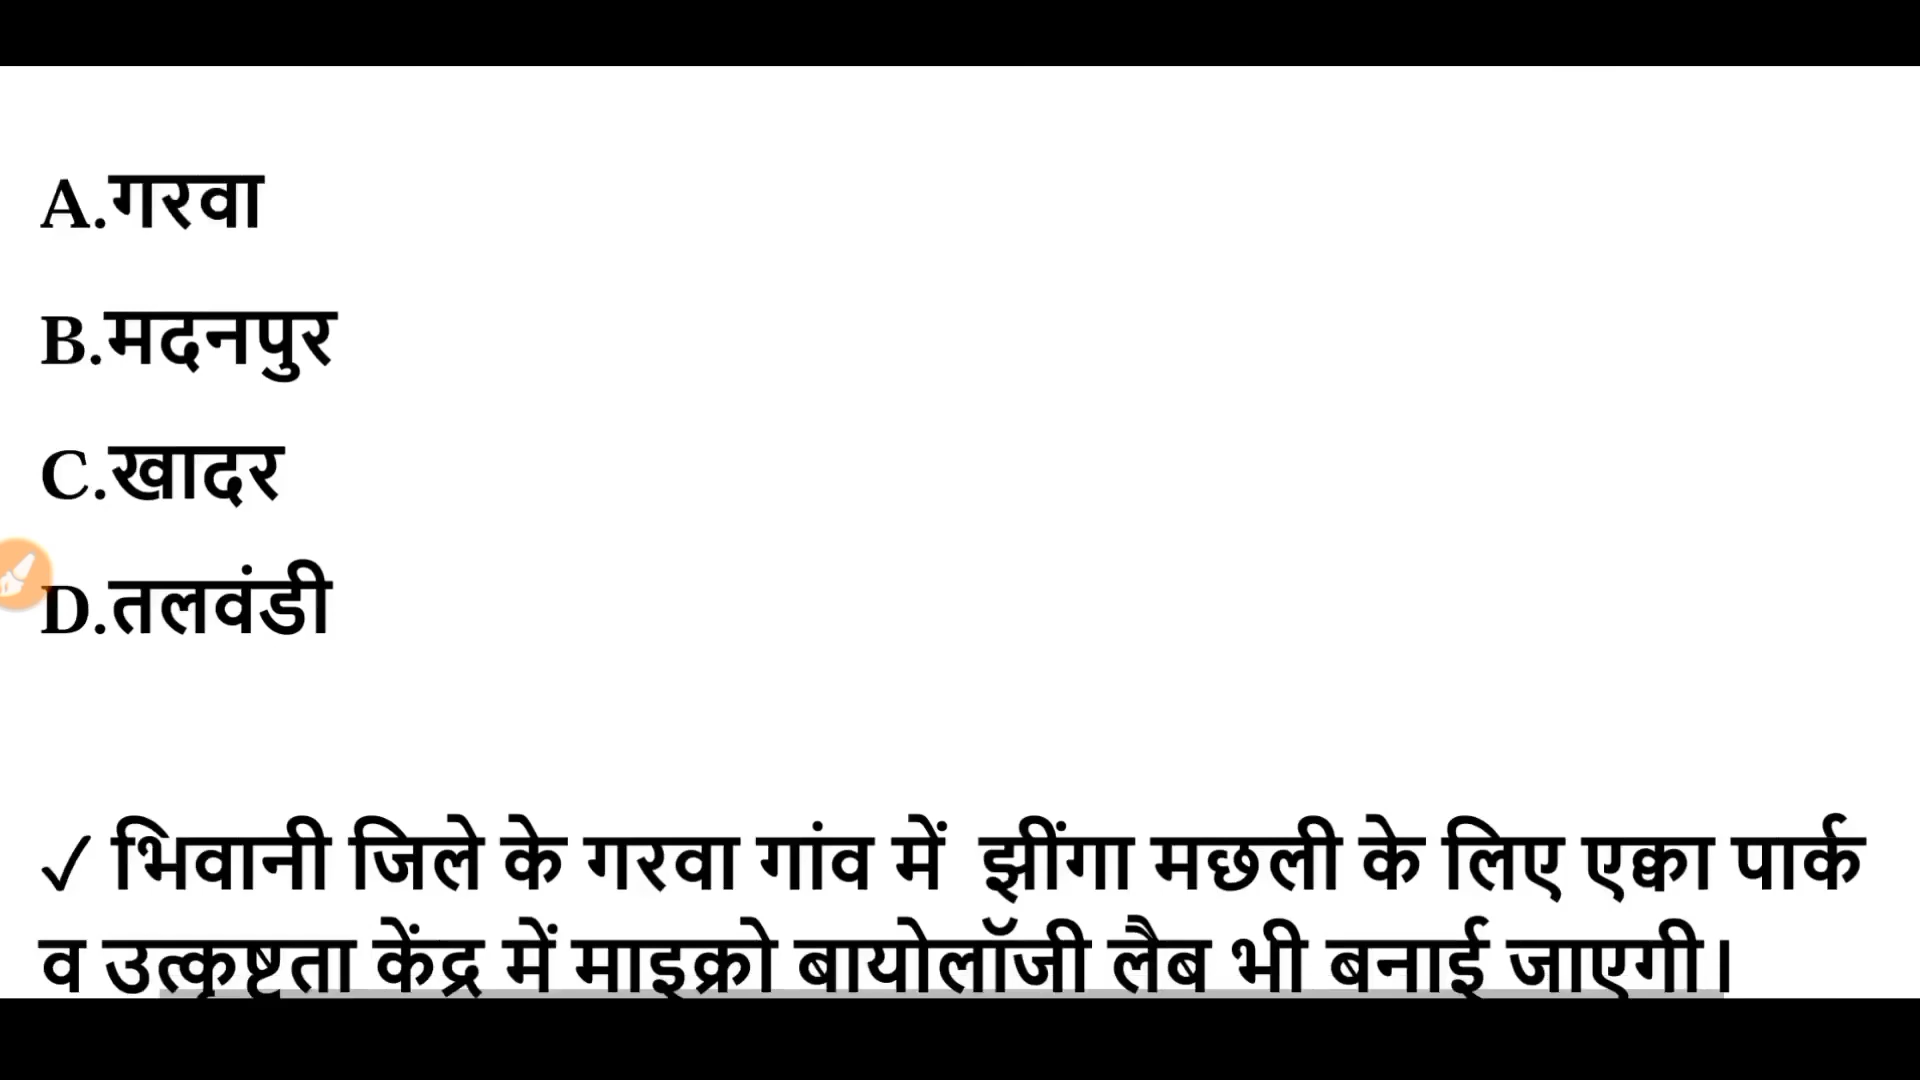 A.गरवा
B.मदनपुर
C.खादर
D.तलवंडी
✓ भिवानी जिले के गरवा गांव में  झींगा मछली के लिए एक्वा पार्क
व उत्कृष्टता केंद्र में माइक्रो बायोलॉजी लैब भी बनाई जाएगी।